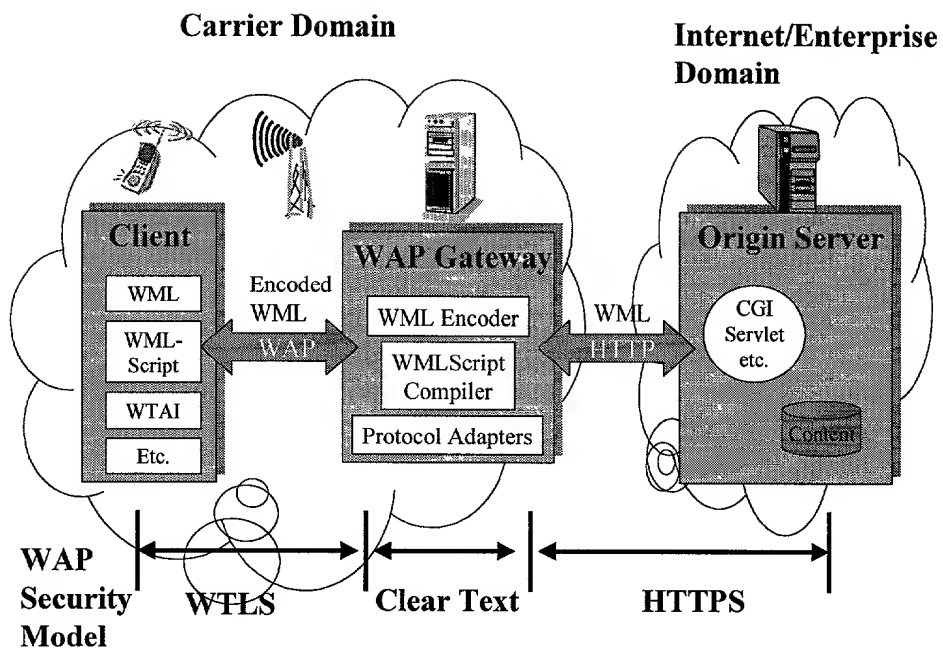 Carrier Domain
Internet/Enterprise
Domain
Client
WML
WML-
Script
WTAI
Etc.
Encoded
WML
WAP
WAP Gateway
WML Encoder
WMLScript
Compiler
Protocol Adapters
WML
HTTP
Origin Server
CGI
Servlet
etc.
Content
WAP
Security
Model
WTLS
Clear Text
HTTPS